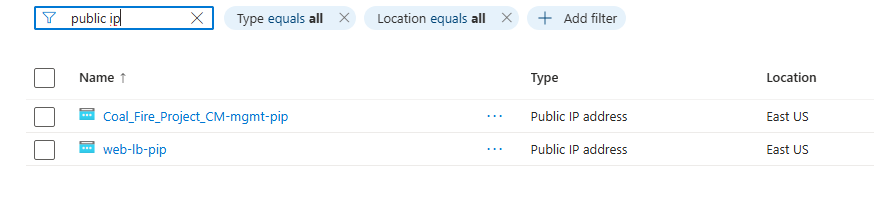 public ip
Type equals all
Location equals all
Add filter
Name ↑ Type Location
Coal_Fire_Project_CM-mgmt-pip ... Public IP address East US
web-lb-pip ... Public IP address East US